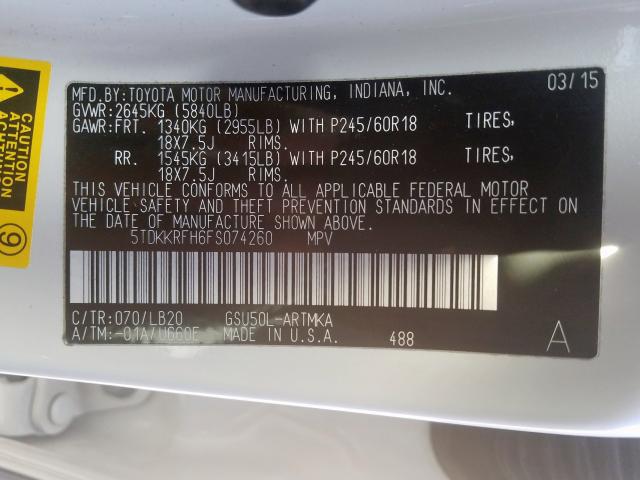 MFD.BY:TOYOTA MOTOR MANUFACTURING, INDIANA, INC. 03/15
GVWR:2645KG (5840LB)
GAWR:FRT. 1340KG (2955LB) WITH P245/60R18 TIRES,
18X7.5J RIMS.
RR. 1545KG (3415LB) WITH P245/60R18 TIRES,
18X7.5J RIMS.
THIS VEHICLE CONFORMS TO ALL APPLICABLE FEDERAL MOTOR
VEHICLE SAFETY AND THEFT PREVENTION STANDARDS IN EFFECT ON
THE DATE OF MANUFACTURE SHOWN ABOVE.
5TDKKRFH6FS074260 MPV
C/TR:070/LB20 GSU50L-ARTMKA
A/TM:-01A/U660E MADE IN U.S.A. 488 A
CAUTION
ATTENTION
ACHTUNG
9